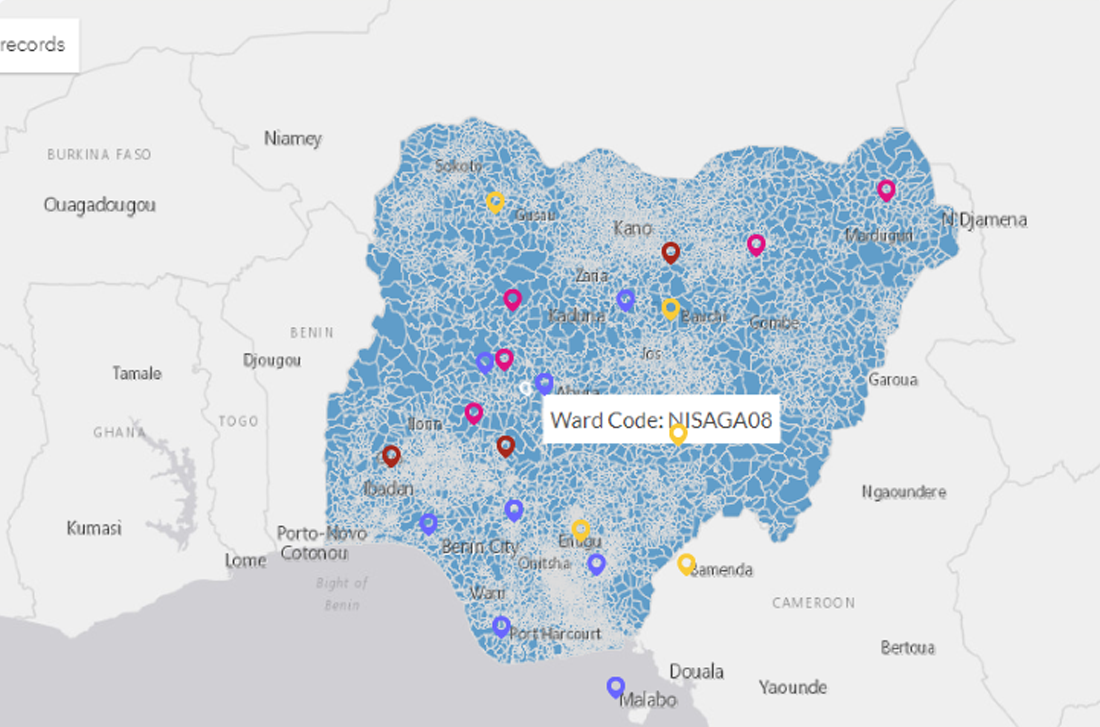 records
Niamey
BURKINA FASO
Sokoto
Ouagadougou
Gusau
N'Djamena
Kano
Maiduguri
Zaria
Kaduna
Bauchi
Gombe
BENIN
Jos
Djougou
Tamale
Garoua
Abuja
TOGO
Ward Code: NISAGA08
Ilorin
GHANA
Ibadan
Ngaoundere
Kumasi
Porto-Novo
Cotonou
Benin City
Enugu
Lome
Onitsha
Bamenda
Bight of
Benin
Warri
CAMEROON
Port Harcourt
Bertoua
Douala
Yaounde
Malabo